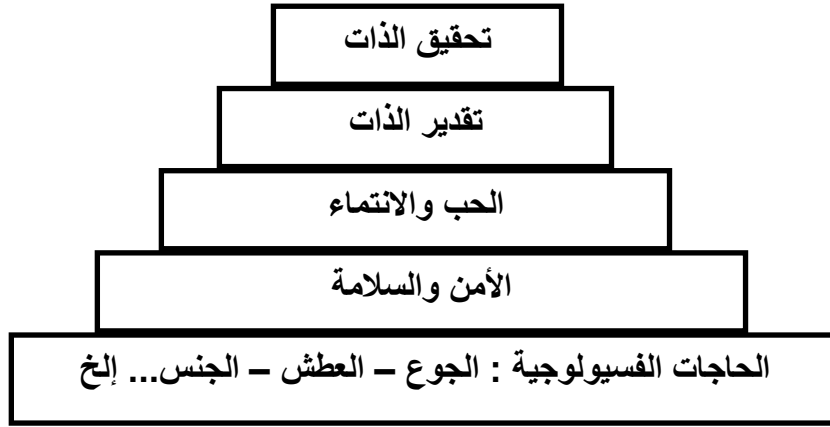 تحقيق الذات
تقدير الذات
الحب والانتماء
الأمن والسلامة
الحاجات الفسيولوجية : الجوع – العطش – الجنس... إلخ